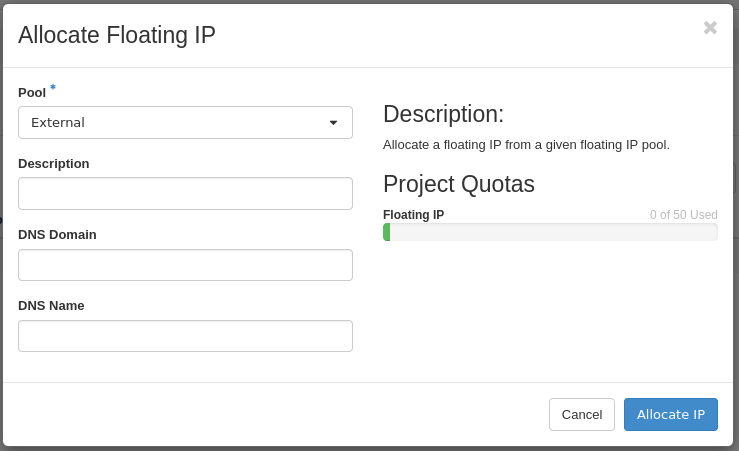 Allocate Floating IP
Pool *
External
Description
DNS Domain
DNS Name
Description:
Allocate a floating IP from a given floating IP pool.
Project Quotas
Floating IP 0 of 50 Used
Cancel Allocate IP